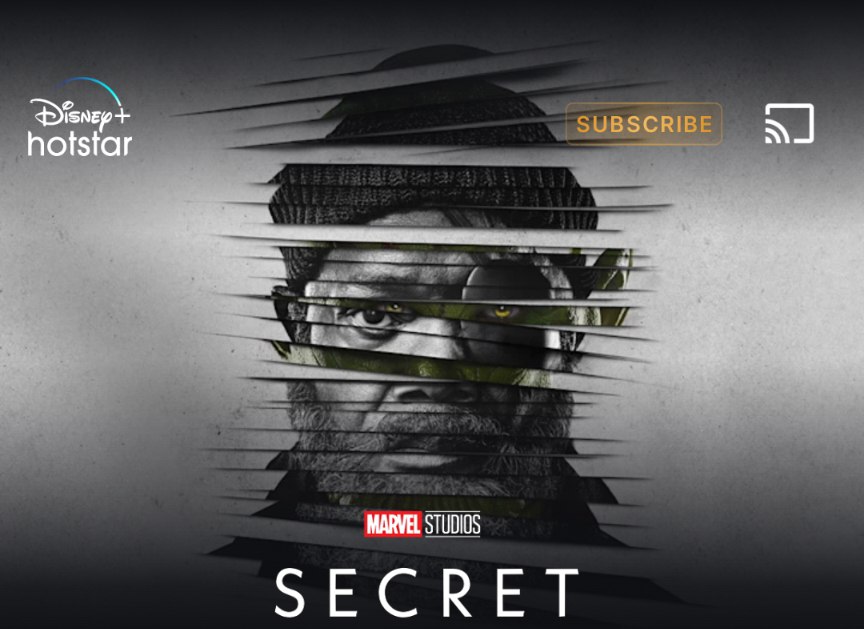 Disney+
hotstar
SUBSCRIBE
MARVEL STUDIOS
SECRET